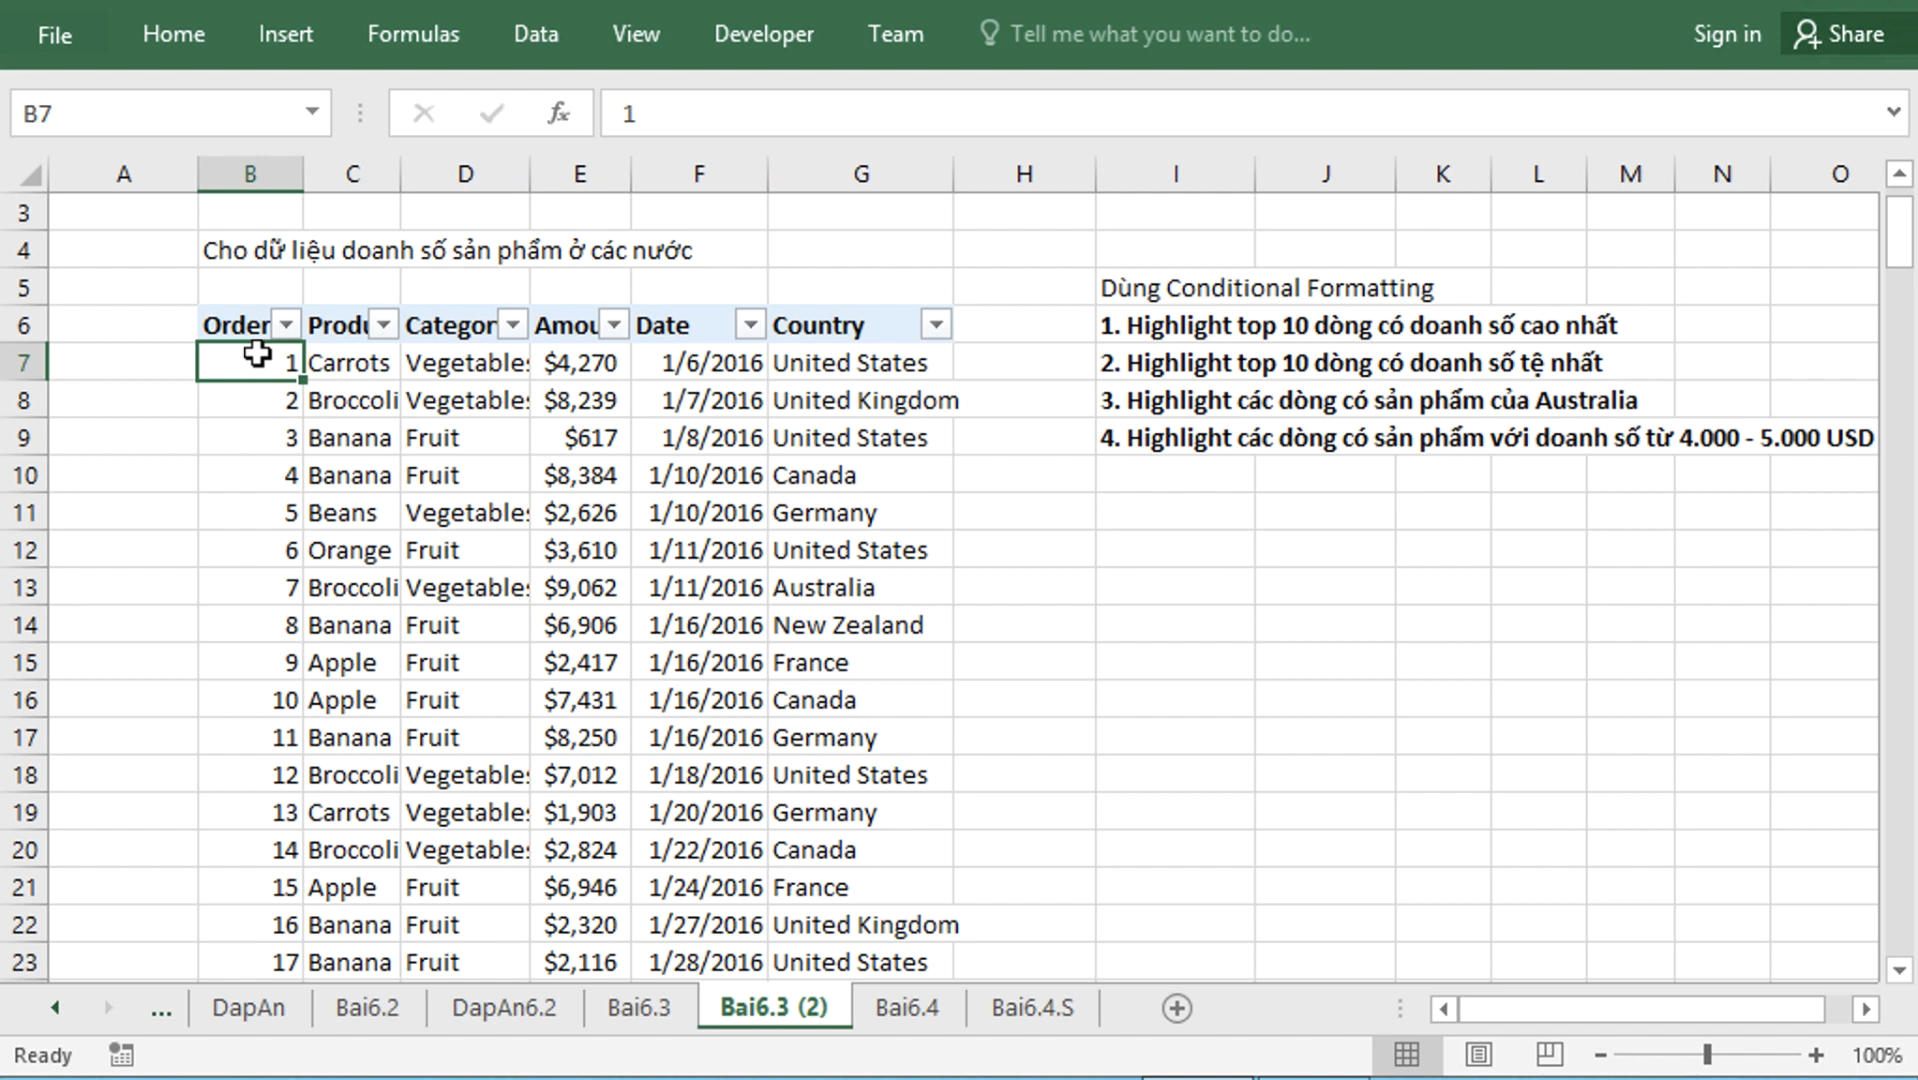 File Home Insert Formulas Data View Developer Team Tell me what you want to do... Sign in Share
B7 fx 1
A B C D E F G H I J K L M N O
3
4 Cho dữ liệu doanh số sản phẩm ở các nước
5 Dùng Conditional Formatting
6 Order Produ Categor Amou Date Country 1. Highlight top 10 dòng có doanh số cao nhất
7 1 Carrots Vegetables $4,270 1/6/2016 United States 2. Highlight top 10 dòng có doanh số tệ nhất
8 2 Broccoli Vegetables $8,239 1/7/2016 United Kingdom 3. Highlight các dòng có sản phẩm của Australia
9 3 Banana Fruit $617 1/8/2016 United States 4. Highlight các dòng có sản phẩm với doanh số từ 4.000 - 5.000 USD
10 4 Banana Fruit $8,384 1/10/2016 Canada
11 5 Beans Vegetables $2,626 1/10/2016 Germany
12 6 Orange Fruit $3,610 1/11/2016 United States
13 7 Broccoli Vegetables $9,062 1/11/2016 Australia
14 8 Banana Fruit $6,906 1/16/2016 New Zealand
15 9 Apple Fruit $2,417 1/16/2016 France
16 10 Apple Fruit $7,431 1/16/2016 Canada
17 11 Banana Fruit $8,250 1/16/2016 Germany
18 12 Broccoli Vegetables $7,012 1/18/2016 United States
19 13 Carrots Vegetables $1,903 1/20/2016 Germany
20 14 Broccoli Vegetables $2,824 1/22/2016 Canada
21 15 Apple Fruit $6,946 1/24/2016 France
22 16 Banana Fruit $2,320 1/27/2016 United Kingdom
23 17 Banana Fruit $2,116 1/28/2016 United States
... DapAn Bai6.2 DapAn6.2 Bai6.3 Bai6.3 (2) Bai6.4 Bai6.4.S
Ready 100%